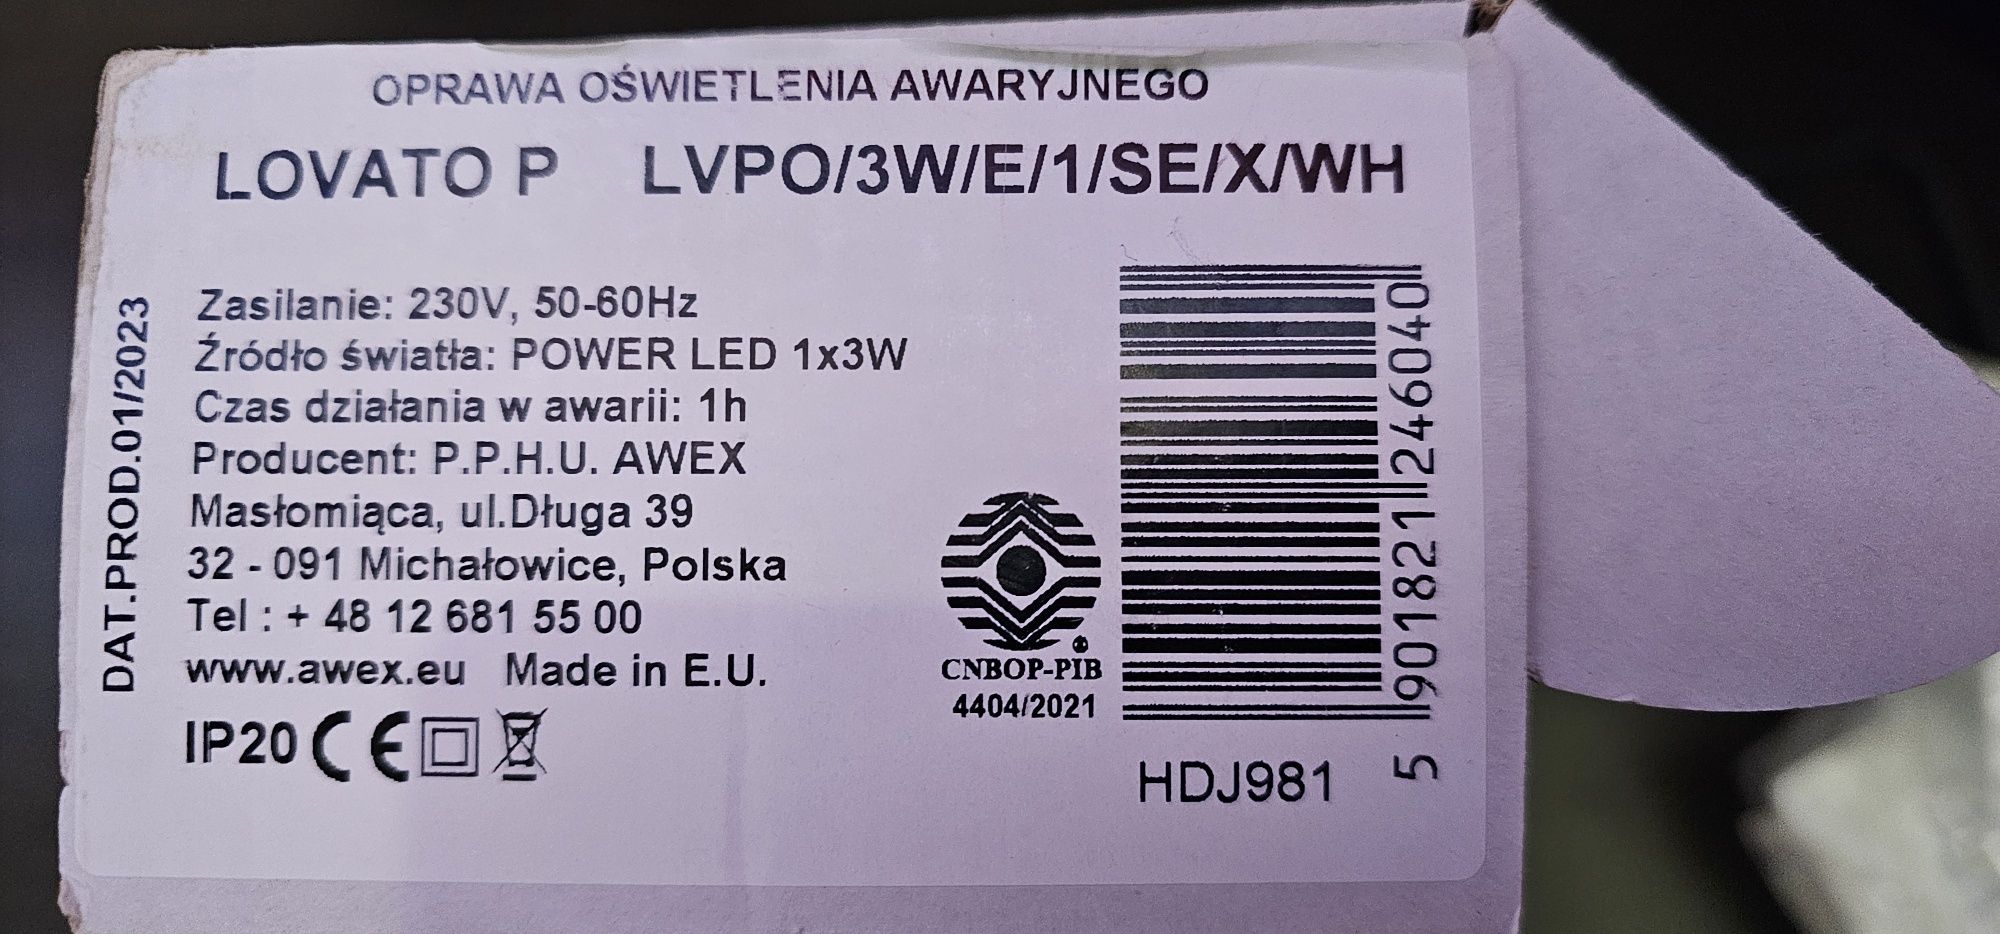 OPRAWA OŚWIETLENIA AWARYJNEGO
LOVATO P LVPO/3W/E/1/SE/X/WH
DAT.PROD.01/2023
Zasilanie: 230V, 50-60Hz
Źródło światła: POWER LED 1x3W
Czas działania w awarii: 1h
Producent: P.P.H.U. AWEX
Masłomiąca, ul.Długa 39
32 - 091 Michałowice, Polska
Tel : + 48 12 681 55 00
www.awex.eu Made in E.U.
IP20 CE
CNBOP-PIB
4404/2021
5 901821 246040
HDJ981